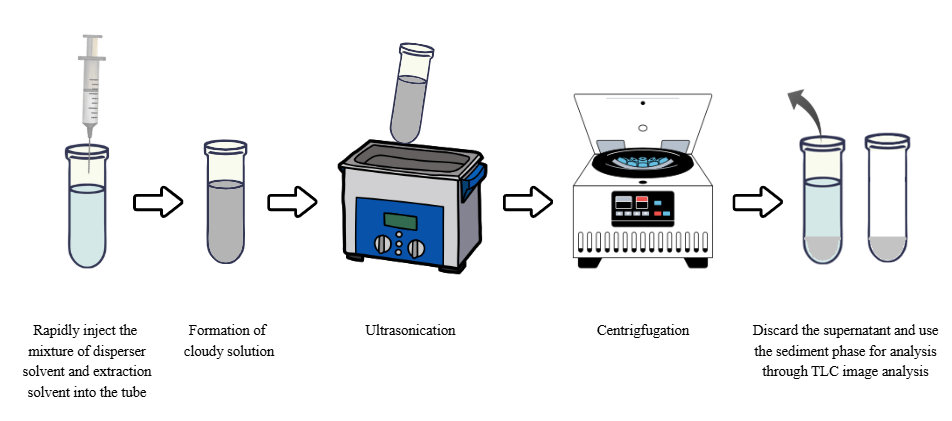 Rapidly inject the
mixture of disperser
solvent and extraction
solvent into the tube
Formation of
cloudy solution
Ultrasonication
Centrigfugation
Discard the supernatant and use
the sediment phase for analysis
through TLC image analysis